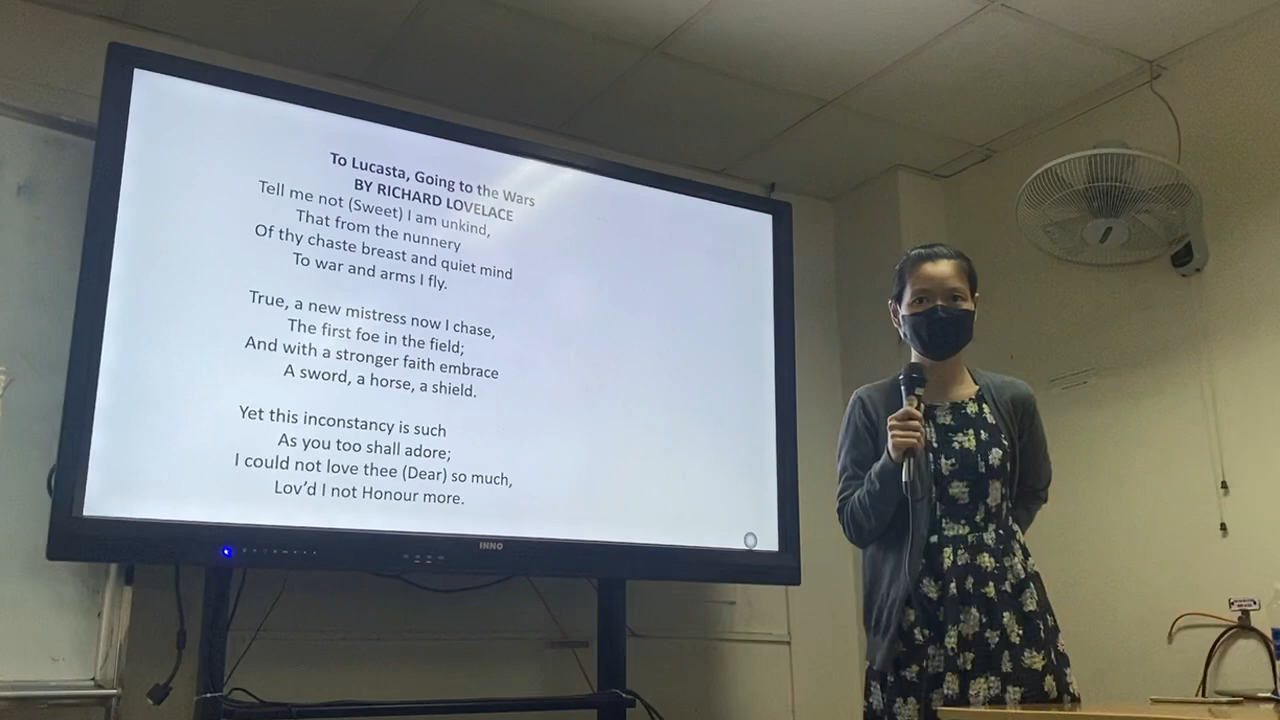 To Lucasta, Going to the Wars
BY RICHARD LOVELACE
Tell me not (Sweet) I am unkind,
That from the nunnery
Of thy chaste breast and quiet mind
To war and arms I fly.
True, a new mistress now I chase,
The first foe in the field;
And with a stronger faith embrace
A sword, a horse, a shield.
Yet this inconstancy is such
As you too shall adore;
I could not love thee (Dear) so much,
Lov’d I not Honour more.
INNO